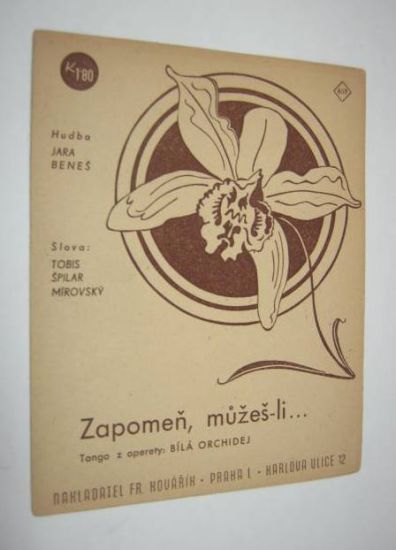 K 1·80
Hudba
JARA
BENEŠ
Slova:
TOBIS
ŠPILAR
MÍROVSKÝ
Zapomeň, můžeš-li...
Tango z operety: BÍLÁ ORCHIDEJ
NAKLADATEL FR. KOVÁŘÍK · PRAHA I. · KARLOVA ULICE 12